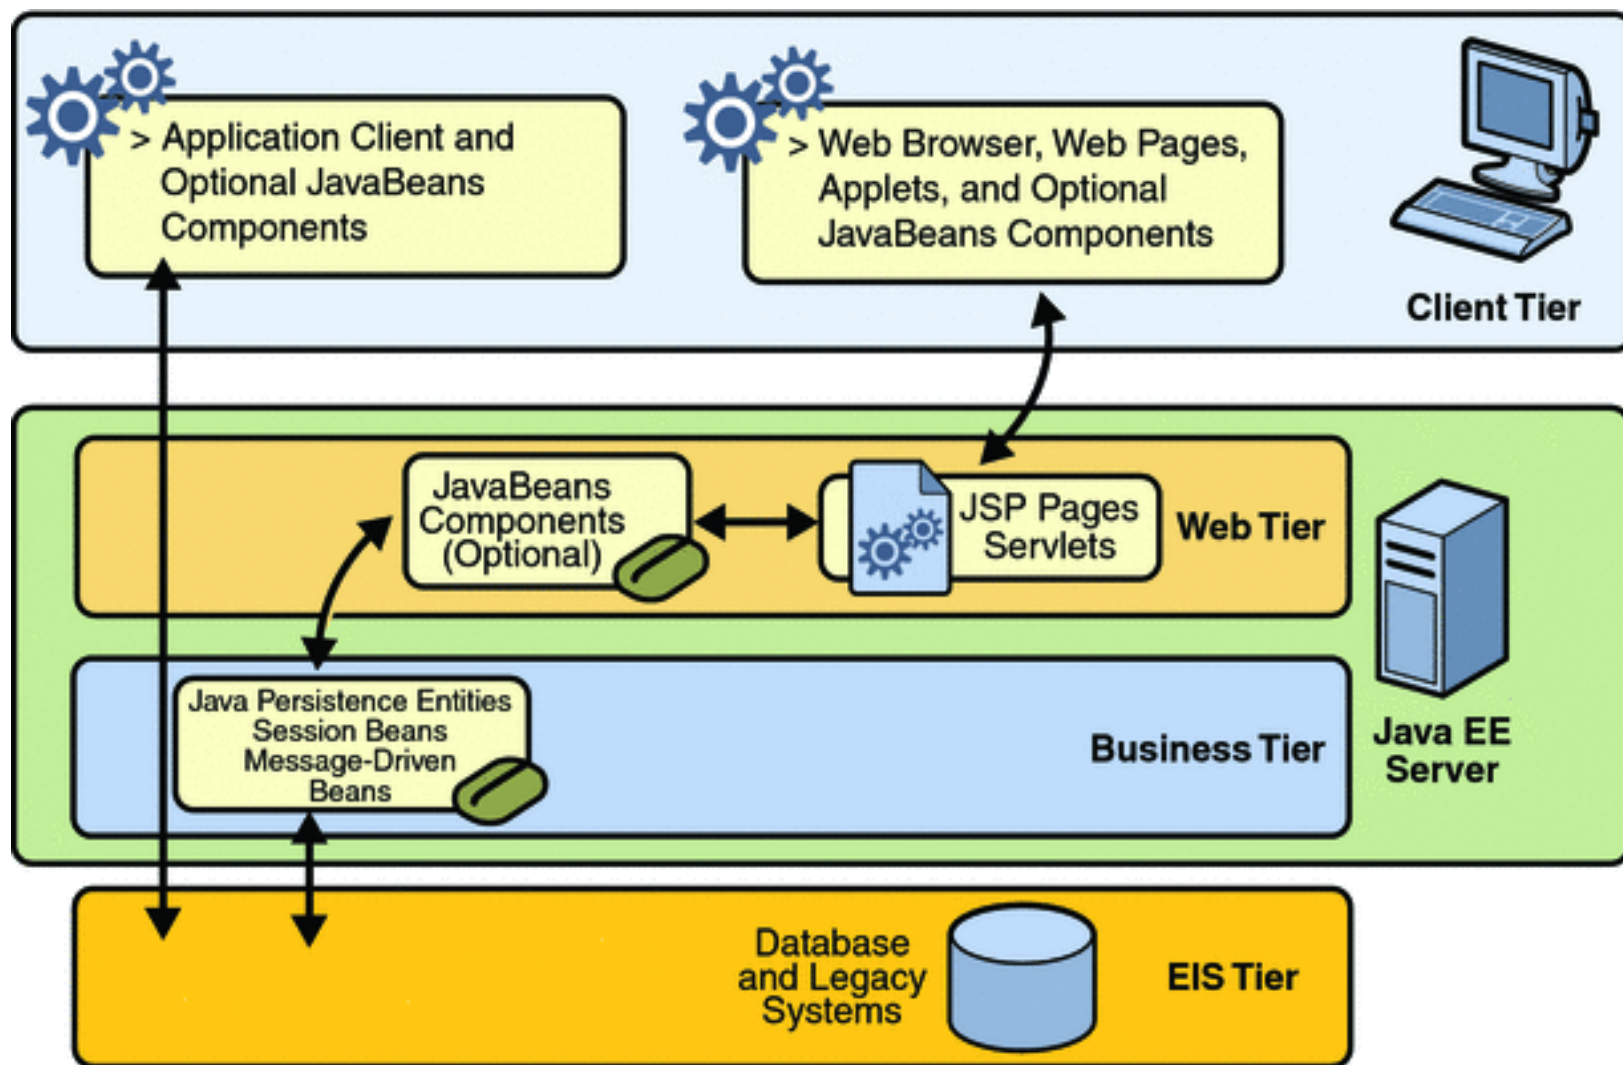 > Application Client and
Optional JavaBeans
Components
> Web Browser, Web Pages,
Applets, and Optional
JavaBeans Components
Client Tier
JavaBeans
Components
(Optional)
JSP Pages
Servlets
Web Tier
Java Persistence Entities
Session Beans
Message-Driven
Beans
Business Tier
Java EE
Server
Database
and Legacy
Systems
EIS Tier